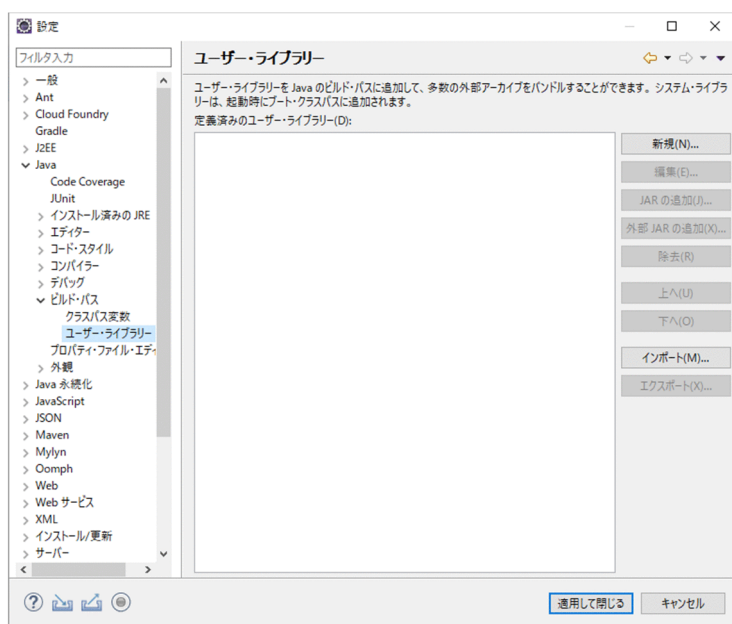 設定
フィルタ入力
一般
Ant
Cloud Foundry
Gradle
J2EE
Java
Code Coverage
JUnit
インストール済みの JRE
エディター
コード・スタイル
コンパイラー
デバッグ
ビルド・パス
クラスパス変数
ユーザー・ライブラリー
プロパティ・ファイル・エディ
外観
Java 永続化
JavaScript
JSON
Maven
Mylyn
Oomph
Web
Web サービス
XML
インストール/更新
サーバー
ユーザー・ライブラリー
ユーザー・ライブラリーを Java のビルド・パスに追加して、多数の外部アーカイブをバンドルすることができます。システム・ライブラ
リーは、起動時にブート・クラスパスに追加されます。
定義済みのユーザー・ライブラリー(D):
新規(N)...
編集(E)...
JAR の追加(J)...
外部 JAR の追加(X)...
除去(R)
上へ(U)
下へ(O)
インポート(M)...
エクスポート(X)...
適用して閉じる
キャンセル